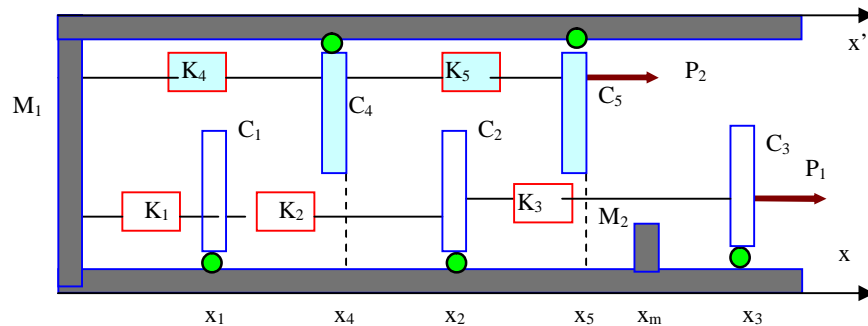 x’
K₄
K₅
P₂
M₁
C₄
C₅
C₁
C₂
C₃
P₁
K₁
K₂
K₃
M₂
x
x₁
x₄
x₂
x₅
xₘ
x₃